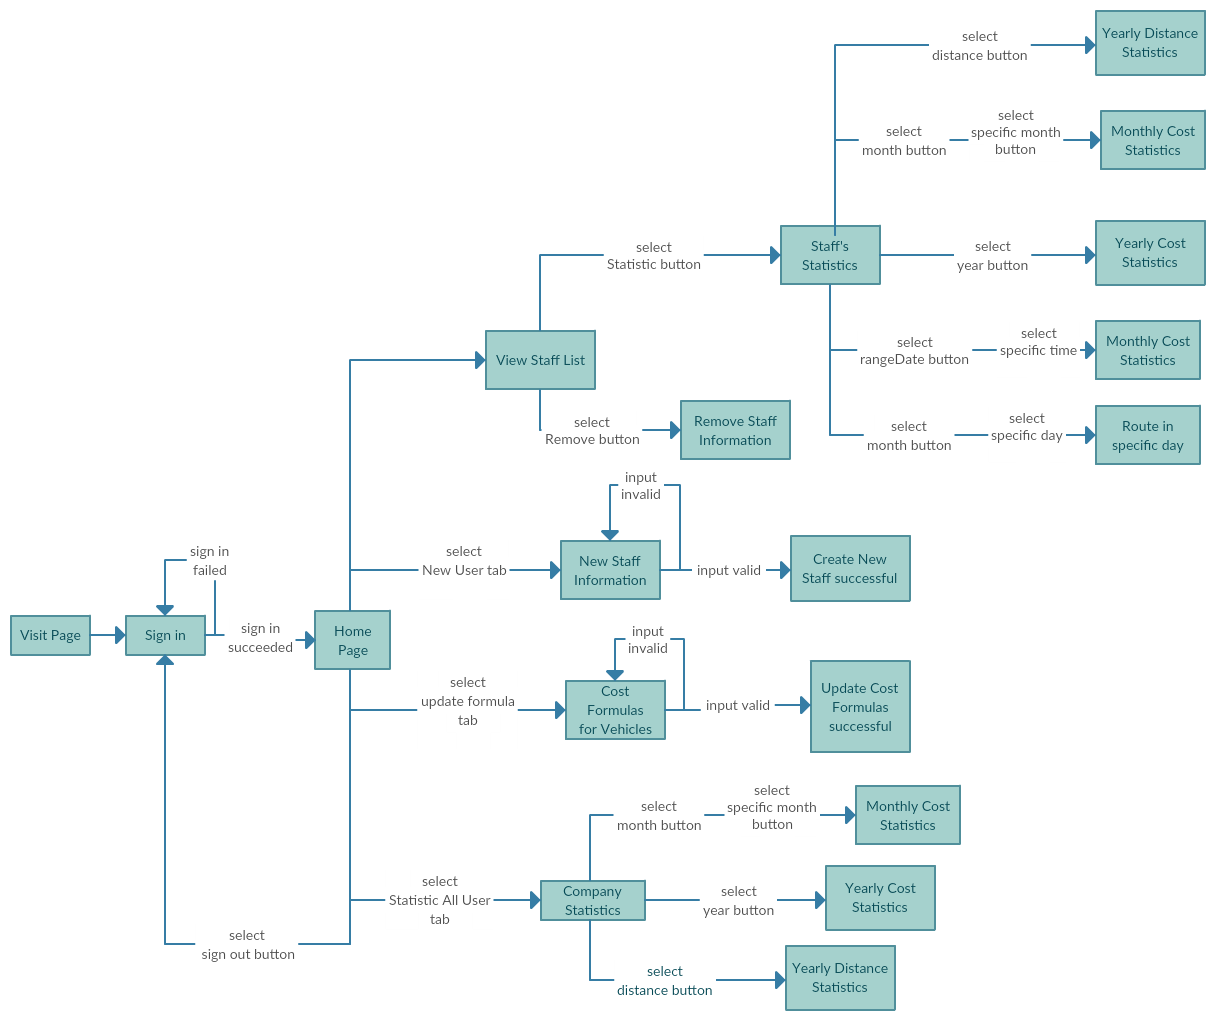 select
distance button
Yearly Distance
Statistics
select
month button
select
specific month
button
Monthly Cost
Statistics
Staff's
Statistics
select
year button
Yearly Cost
Statistics
select
Statistic button
select
rangeDate button
select
specific time
Monthly Cost
Statistics
View Staff List
select
Remove button
Remove Staff
Information
select
month button
select
specific day
Route in
specific day
input
invalid
select
New User tab
New Staff
Information
input valid
Create New
Staff successful
sign in
failed
Visit Page
Sign in
sign in
succeeded
Home
Page
input
invalid
select
update formula
tab
Cost
Formulas
for Vehicles
input valid
Update Cost
Formulas
successful
select
month button
select
specific month
button
Monthly Cost
Statistics
select
Statistic All User
tab
Company
Statistics
select
year button
Yearly Cost
Statistics
select
sign out button
select
distance button
Yearly Distance
Statistics